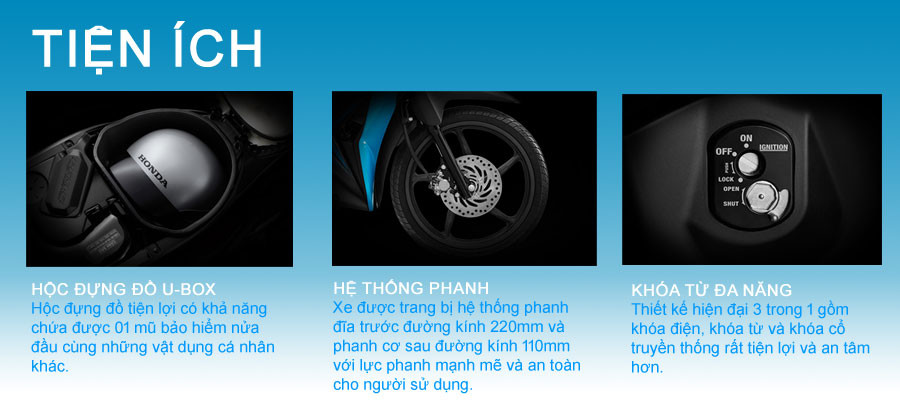 TIỆN ÍCH
HONDA
ON
OFF
IGNITION
PUSH
LOCK
OPEN
SHUT
HỘC ĐỰNG ĐỒ U-BOX
Hộc đựng đồ tiện lợi có khả năng
chứa được 01 mũ bảo hiểm nửa
đầu cùng những vật dụng cá nhân
khác.
HỆ THỐNG PHANH
Xe được trang bị hệ thống phanh
đĩa trước đường kính 220mm và
phanh cơ sau đường kính 110mm
với lực phanh mạnh mẽ và an toàn
cho người sử dụng.
KHÓA TỪ ĐA NĂNG
Thiết kế hiện đại 3 trong 1 gồm
khóa điện, khóa từ và khóa cổ
truyền thống rất tiện lợi và an tâm
hơn.